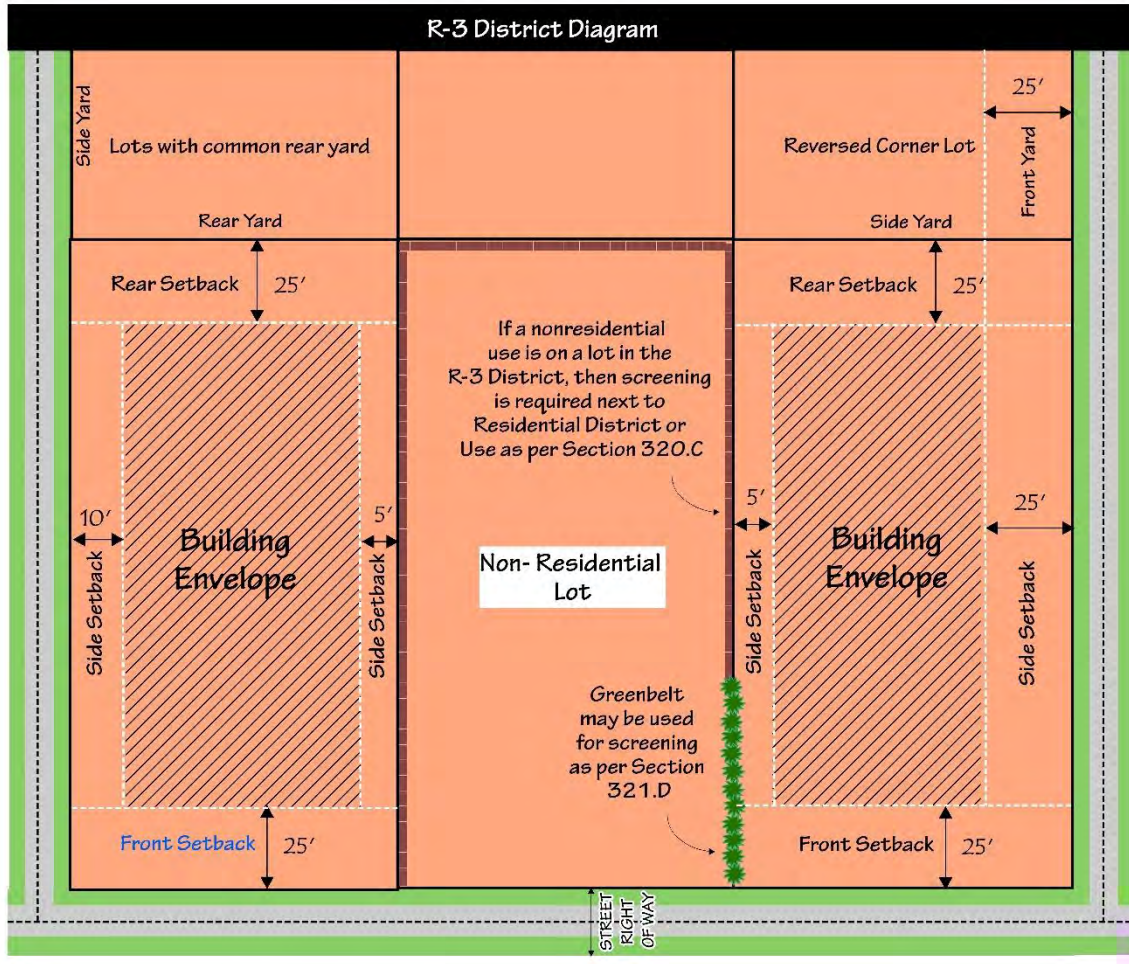 R-3 District Diagram
Side Yard
Lots with common rear yard
Rear Yard
Reversed Corner Lot
Side Yard
25'
Front Yard
Rear Setback
25'
Rear Setback
25'
If a nonresidential
use is on a lot in the
R-3 District, then screening
is required next to
Residential District or
Use as per Section 320.C
10'
Side Setback
Building
Envelope
5'
Side Setback
Non- Residential
Lot
5'
Side Setback
Building
Envelope
25'
Side Setback
Greenbelt
may be used
for screening
as per Section
321.D
Front Setback
25'
Front Setback
25'
STREET
RIGHT
OF WAY